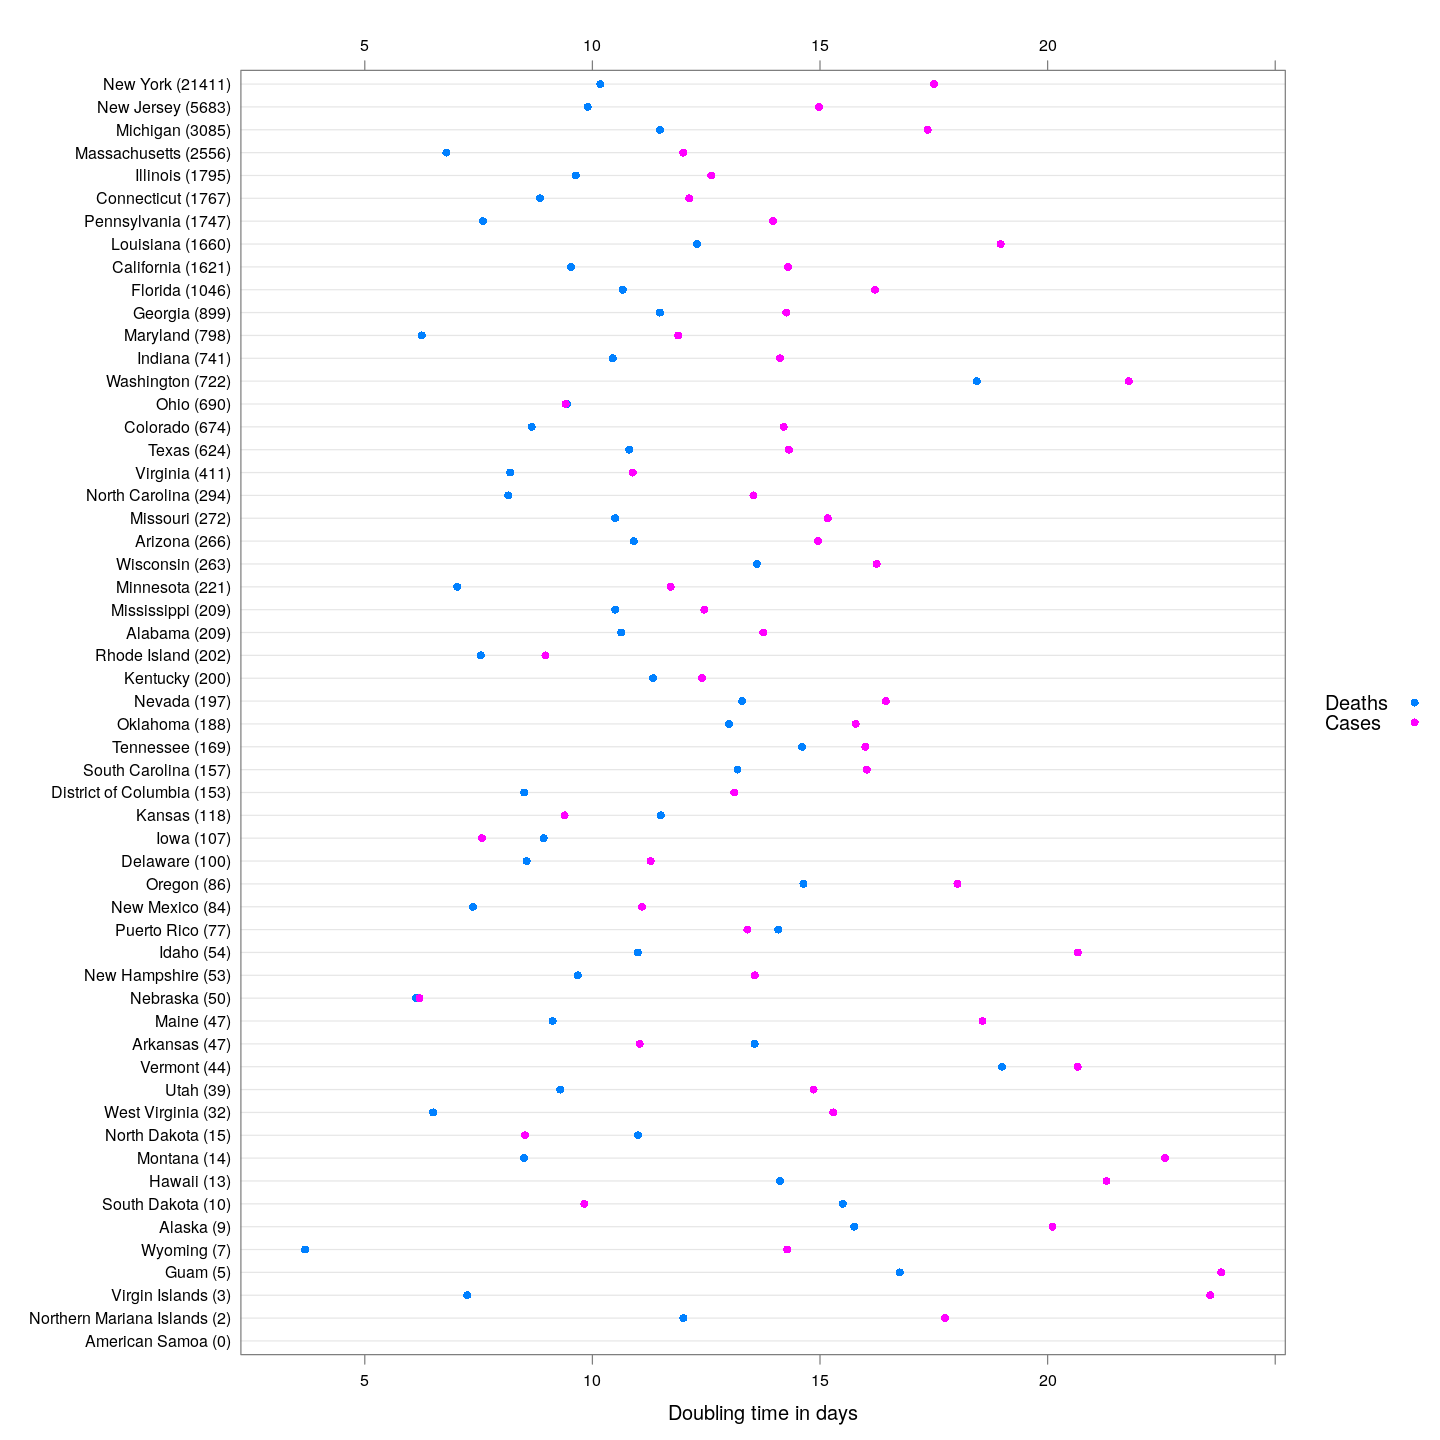 5 10 15 20
New York (21411)
New Jersey (5683)
Michigan (3085)
Massachusetts (2556)
Illinois (1795)
Connecticut (1767)
Pennsylvania (1747)
Louisiana (1660)
California (1621)
Florida (1046)
Georgia (899)
Maryland (798)
Indiana (741)
Washington (722)
Ohio (690)
Colorado (674)
Texas (624)
Virginia (411)
North Carolina (294)
Missouri (272)
Arizona (266)
Wisconsin (263)
Minnesota (221)
Mississippi (209)
Alabama (209)
Rhode Island (202)
Kentucky (200)
Nevada (197)
Oklahoma (188)
Tennessee (169)
South Carolina (157)
District of Columbia (153)
Kansas (118)
Iowa (107)
Delaware (100)
Oregon (86)
New Mexico (84)
Puerto Rico (77)
Idaho (54)
New Hampshire (53)
Nebraska (50)
Maine (47)
Arkansas (47)
Vermont (44)
Utah (39)
West Virginia (32)
North Dakota (15)
Montana (14)
Hawaii (13)
South Dakota (10)
Alaska (9)
Wyoming (7)
Guam (5)
Virgin Islands (3)
Northern Mariana Islands (2)
American Samoa (0)
5 10 15 20
Doubling time in days
Deaths
Cases